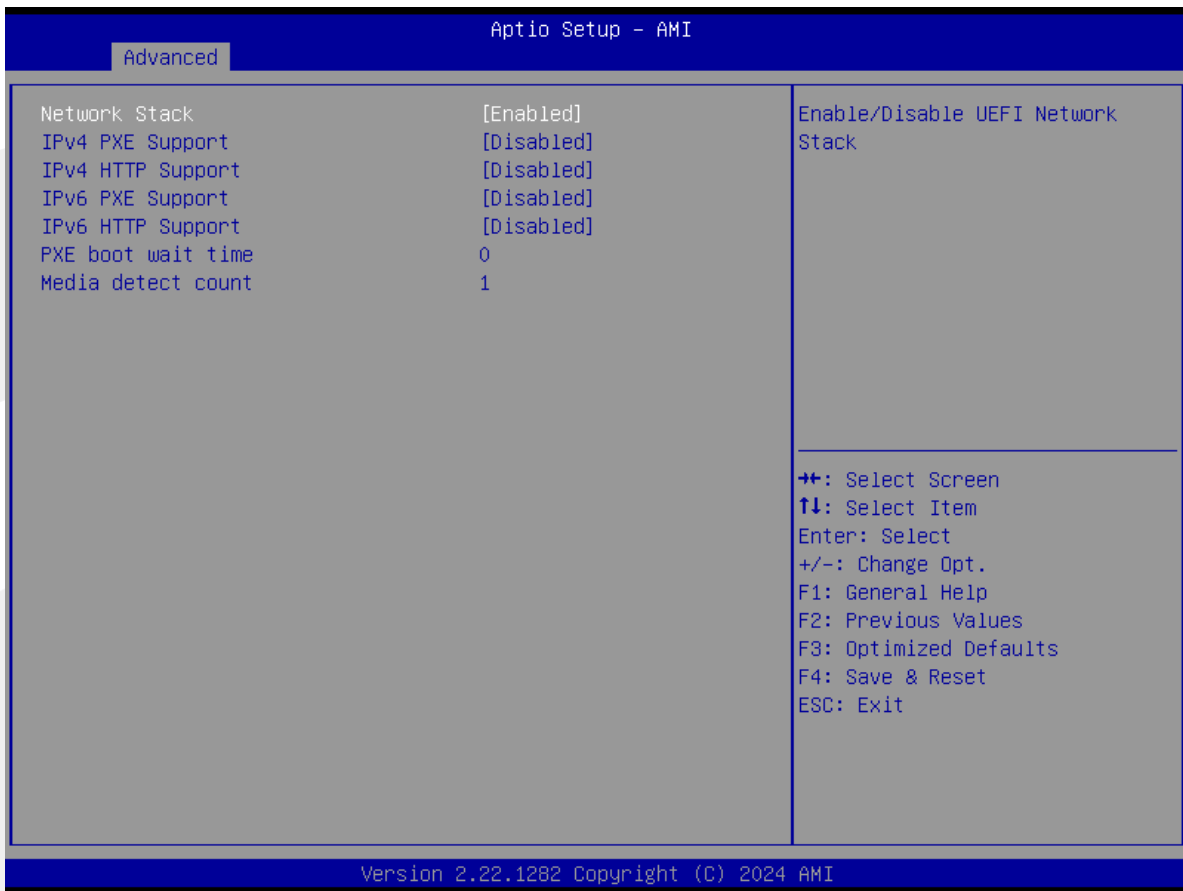 Aptio Setup – AMI
Advanced
Network Stack [Enabled]
IPv4 PXE Support [Disabled]
IPv4 HTTP Support [Disabled]
IPv6 PXE Support [Disabled]
IPv6 HTTP Support [Disabled]
PXE boot wait time 0
Media detect count 1
Enable/Disable UEFI Network
Stack
→←: Select Screen
↑↓: Select Item
Enter: Select
+/-: Change Opt.
F1: General Help
F2: Previous Values
F3: Optimized Defaults
F4: Save & Reset
ESC: Exit
Version 2.22.1282 Copyright (C) 2024 AMI